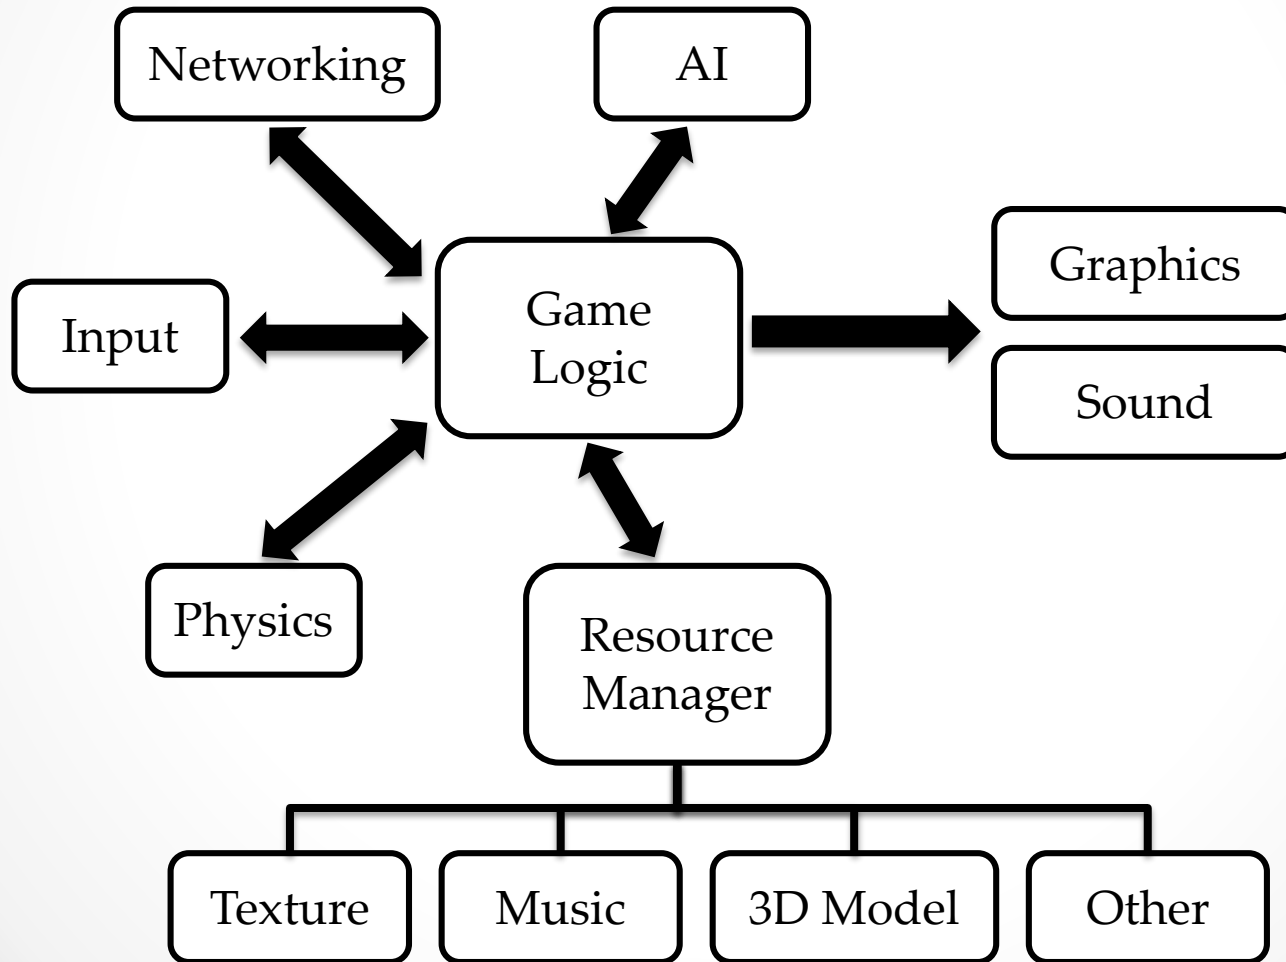 Networking
AI
Graphics
Game
Logic
Input
Sound
Physics
Resource
Manager
Texture
Music
3D Model
Other